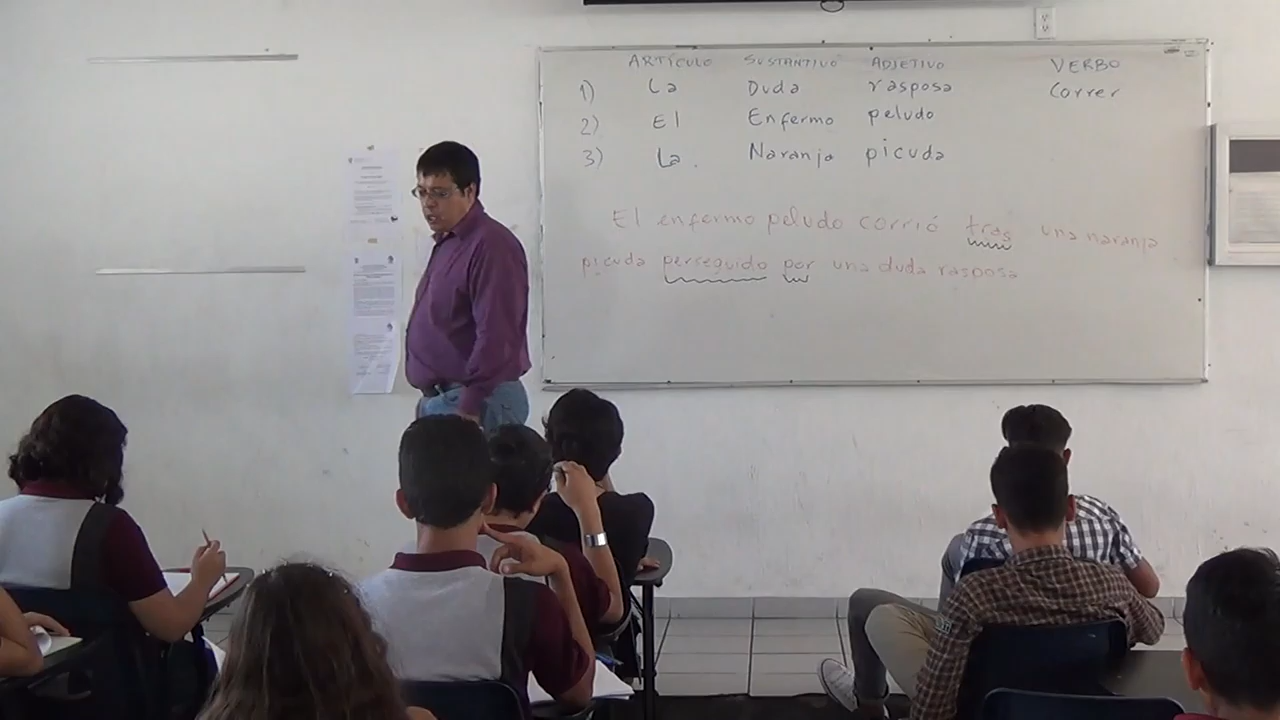 ARTÍCULO SUSTANTIVO ADJETIVO VERBO
1) La Duda rasposa Correr
2) El Enfermo peludo
3) La. Naranja picuda
El enfermo peludo corrió tras una naranja
picuda perseguido por una duda rasposa